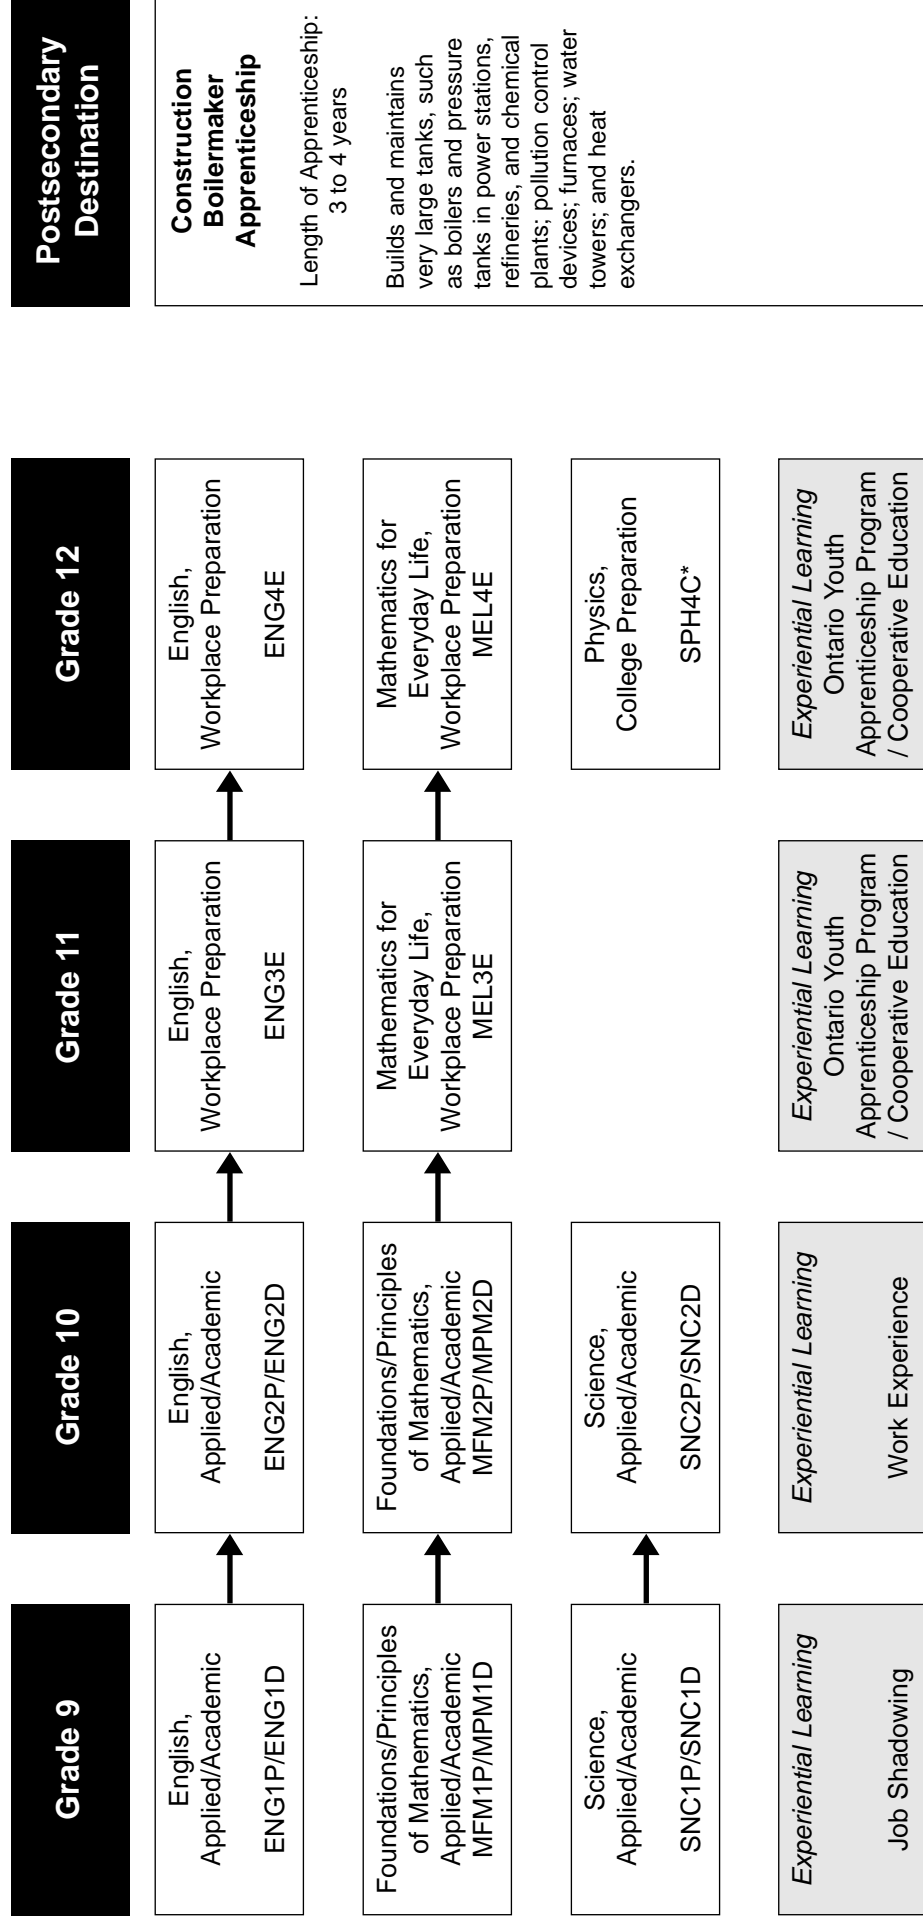 Grade 9
Grade 10
Grade 11
Grade 12
Postsecondary
Destination
English,
Applied/Academic
ENG1P/ENG1D
English,
Applied/Academic
ENG2P/ENG2D
English,
Workplace Preparation
ENG3E
English,
Workplace Preparation
ENG4E
Construction
Boilermaker
Apprenticeship
Length of Apprenticeship:
3 to 4 years
Builds and maintains
very large tanks, such
as boilers and pressure
tanks in power stations,
refineries, and chemical
plants; pollution control
devices; furnaces; water
towers; and heat
exchangers.
Foundations/Principles
of Mathematics,
Applied/Academic
MFM1P/MPM1D
Foundations/Principles
of Mathematics,
Applied/Academic
MFM2P/MPM2D
Mathematics for
Everyday Life,
Workplace Preparation
MEL3E
Mathematics for
Everyday Life,
Workplace Preparation
MEL4E
Science,
Applied/Academic
SNC1P/SNC1D
Science,
Applied/Academic
SNC2P/SNC2D
Physics,
College Preparation
SPH4C*
Experiential Learning
Job Shadowing
Experiential Learning
Work Experience
Experiential Learning
Ontario Youth
Apprenticeship Program
/ Cooperative Education
Experiential Learning
Ontario Youth
Apprenticeship Program
/ Cooperative Education